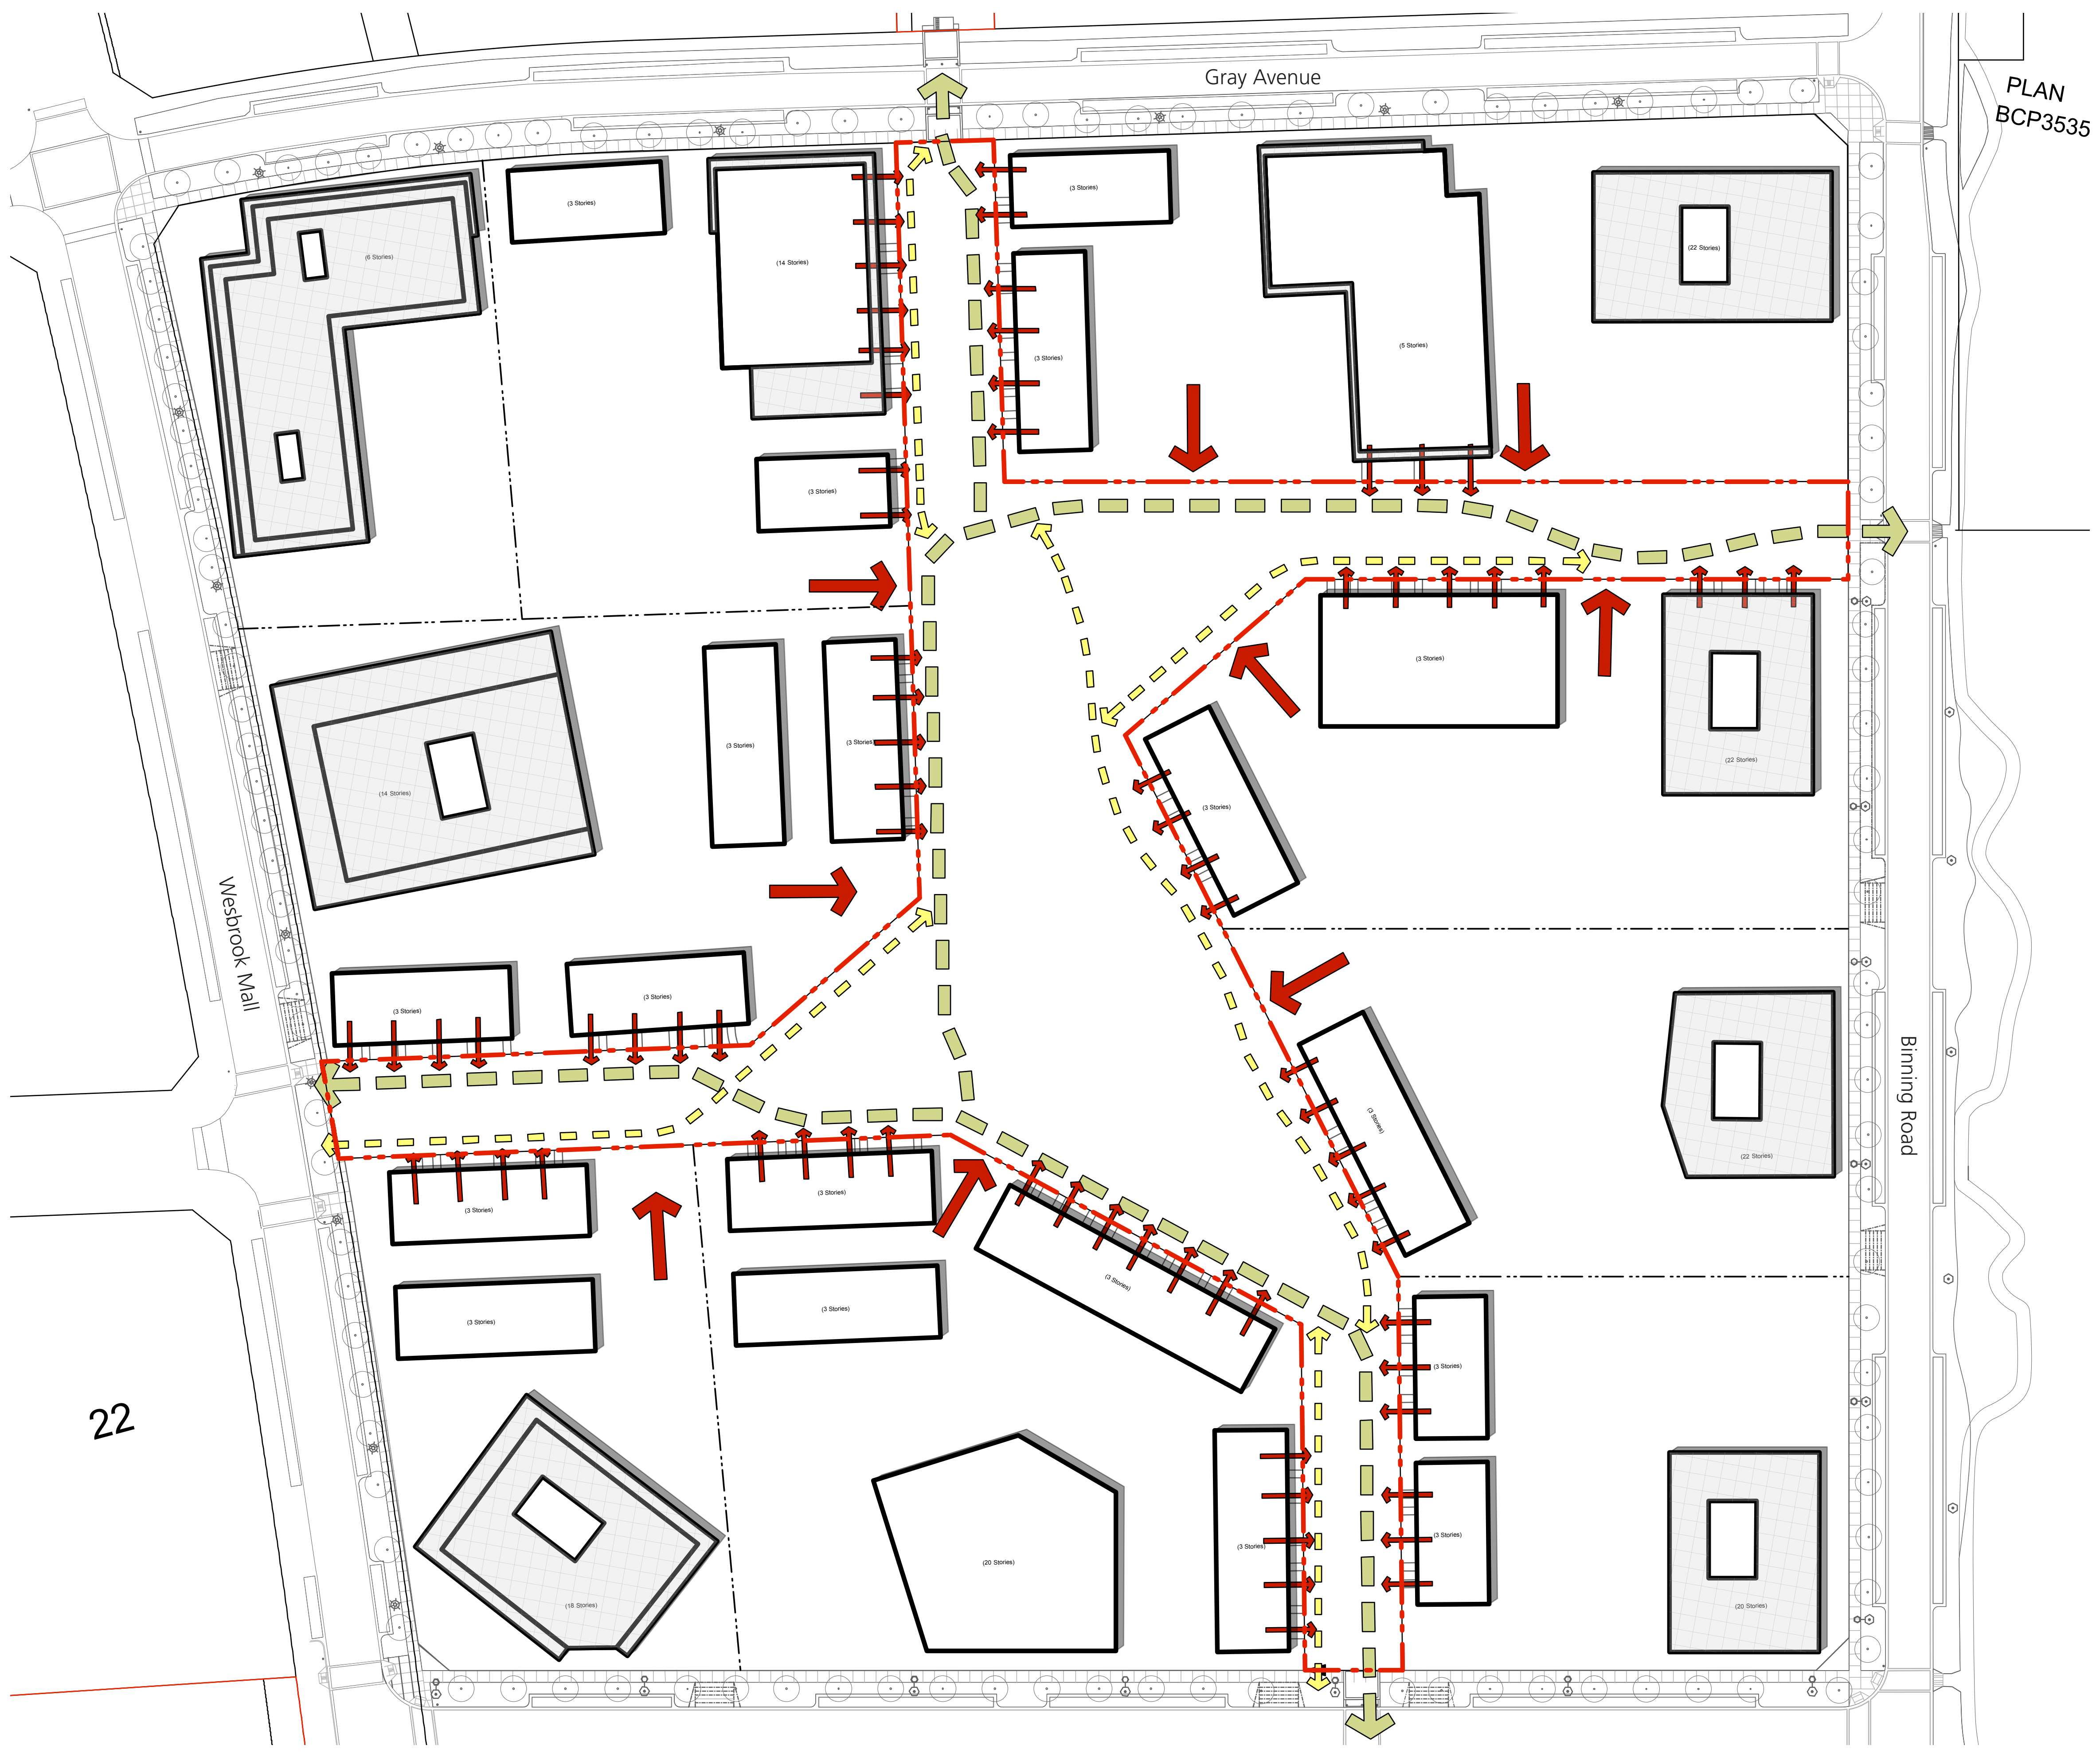 Gray Avenue
PLAN
BCP3535
(3 Stories)
(3 Stories)
(6 Stories)
(14 Stories)
(22 Stories)
(5 Stories)
(3 Stories)
(3 Stories)
(3 Stories)
(3 Stories)
(3 Stories)
(22 Stories)
(14 Stories)
(3 Stories)
Wesbrook Mall
(3 Stories)
(3 Stories)
Binning Road
(3 Stories)
(22 Stories)
(3 Stories)
(3 Stories)
(3 Stories)
(3 Stories)
(3 Stories)
(3 Stories)
22
(3 Stories)
(3 Stories)
(20 Stories)
(18 Stories)
(20 Stories)